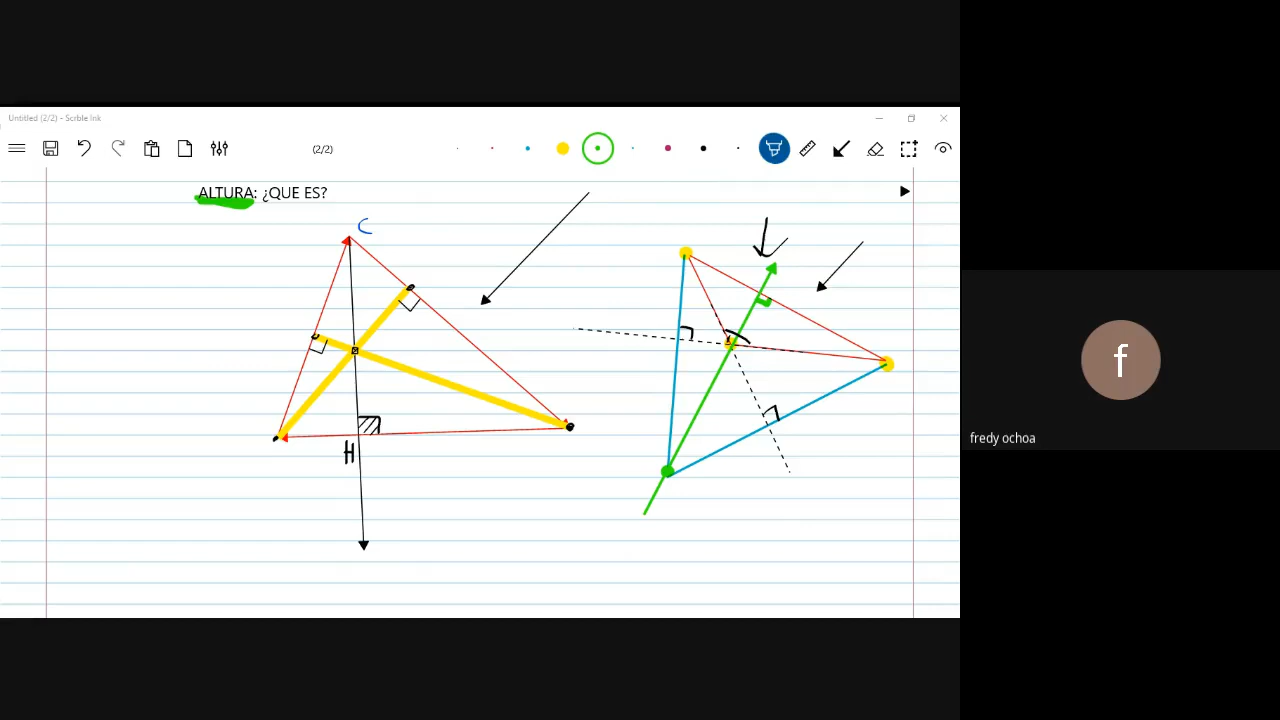 Untitled (2/2) - Scrble Ink
(2/2)
ALTURA: ¿QUE ES?
C
H
f
fredy ochoa